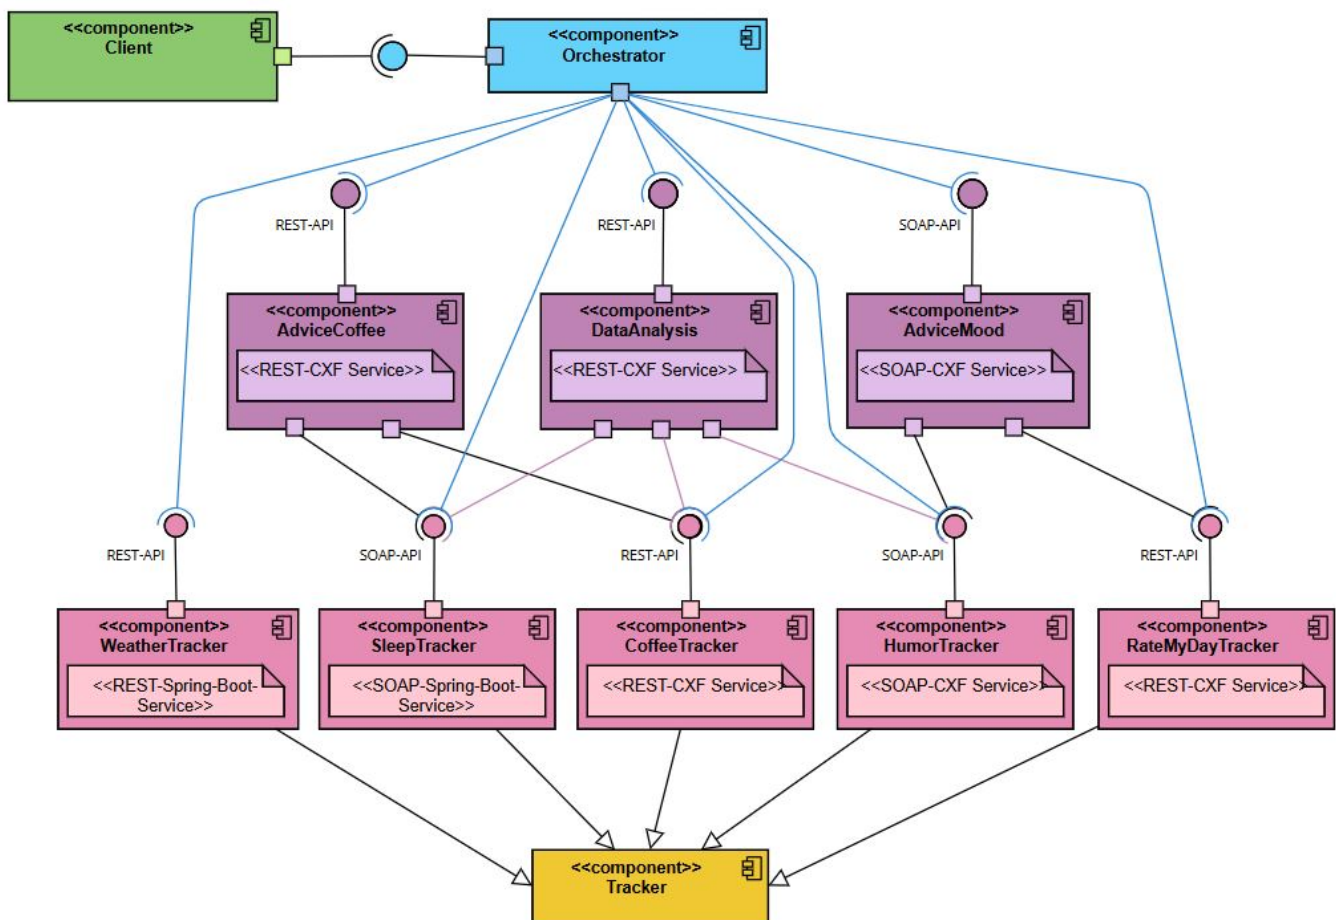 <<component>>
Client
<<component>>
Orchestrator
REST-API
REST-API
SOAP-API
<<component>>
AdviceCoffee
<<REST-CXF Service>>
<<component>>
DataAnalysis
<<REST-CXF Service>>
<<component>>
AdviceMood
<<SOAP-CXF Service>>
REST-API
SOAP-API
REST-API
SOAP-API
REST-API
<<component>>
WeatherTracker
<<REST-Spring-Boot-
Service>>
<<component>>
SleepTracker
<<SOAP-Spring-Boot-
Service>>
<<component>>
CoffeeTracker
<<REST-CXF Service>>
<<component>>
HumorTracker
<<SOAP-CXF Service>>
<<component>>
RateMyDayTracker
<<REST-CXF Service>>
<<component>>
Tracker